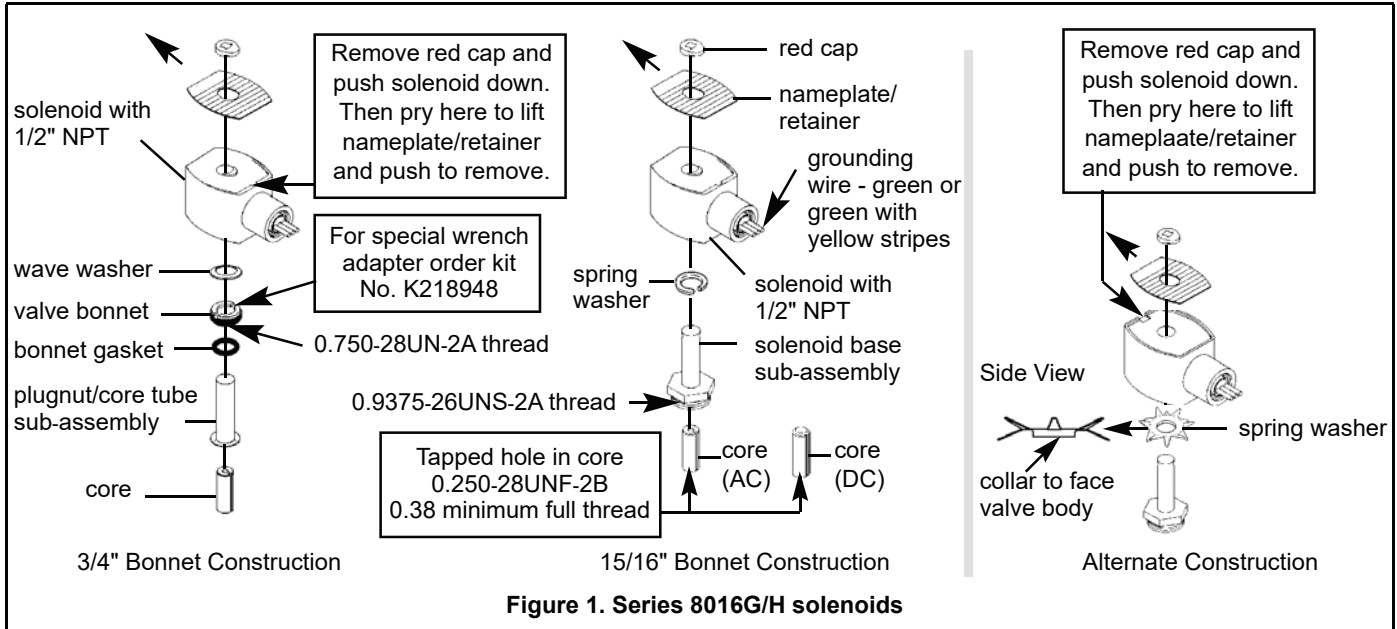 Remove red cap and
push solenoid down.
Then pry here to lift
nameplate/retainer
and push to remove.
solenoid with
1/2" NPT
For special wrench
adapter order kit
No. K218948
wave washer
valve bonnet
0.750-28UN-2A thread
bonnet gasket
plugnut/core tube
sub-assembly
core
3/4" Bonnet Construction
red cap
nameplate/
retainer
grounding
wire - green or
green with
yellow stripes
spring
washer
solenoid with
1/2" NPT
solenoid base
sub-assembly
0.9375-26UNS-2A thread
Tapped hole in core
0.250-28UNF-2B
0.38 minimum full thread
core
(AC)
core
(DC)
15/16" Bonnet Construction
Remove red cap and
push solenoid down.
Then pry here to lift
nameplaate/retainer
and push to remove.
Side View
spring washer
collar to face
valve body
Alternate Construction
Figure 1. Series 8016G/H solenoids